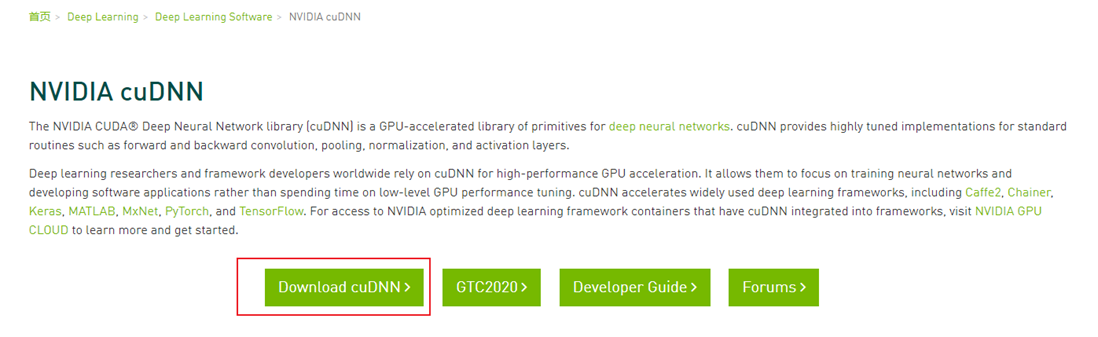 首页 > Deep Learning > Deep Learning Software > NVIDIA cuDNN
NVIDIA cuDNN
The NVIDIA CUDA® Deep Neural Network library (cuDNN) is a GPU-accelerated library of primitives for deep neural networks. cuDNN provides highly tuned implementations for standard
routines such as forward and backward convolution, pooling, normalization, and activation layers.
Deep learning researchers and framework developers worldwide rely on cuDNN for high-performance GPU acceleration. It allows them to focus on training neural networks and
developing software applications rather than spending time on low-level GPU performance tuning. cuDNN accelerates widely used deep learning frameworks, including Caffe2, Chainer,
Keras, MATLAB, MxNet, PyTorch, and TensorFlow. For access to NVIDIA optimized deep learning framework containers that have cuDNN integrated into frameworks, visit NVIDIA GPU
CLOUD to learn more and get started.
Download cuDNN > GTC2020 > Developer Guide > Forums >